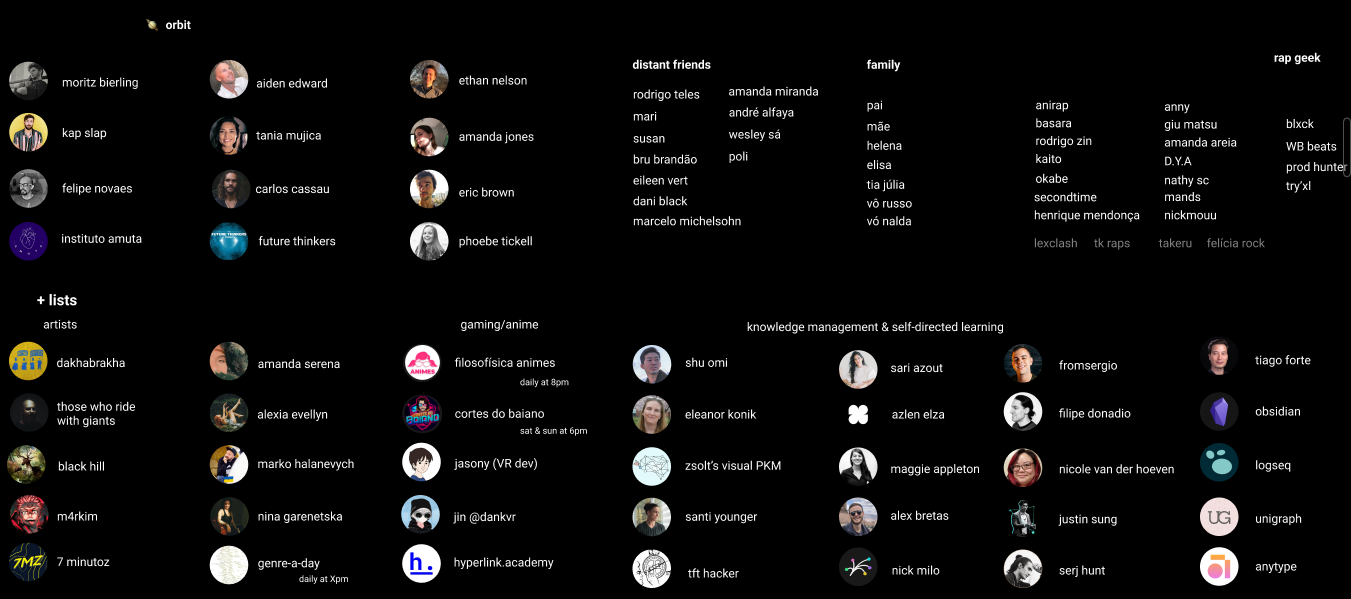 orbit
moritz bierling
kap slap
felipe novaes
instituto amuta
aiden edward
tania mujica
carlos cassau
future thinkers
FUTURE THINKERS
ethan nelson
amanda jones
eric brown
phoebe tickell
distant friends
rodrigo teles
mari
susan
bru brandão
eileen vert
dani black
marcelo michelsohn
amanda miranda
andré alfaya
wesley sá
poli
family
pai
mãe
helena
elisa
tia júlia
vô russo
vó nalda
rap geek
anirap
basara
rodrigo zin
kaito
okabe
secondtime
henrique mendonça
anny
giu matsu
amanda areia
D.Y.A
nathy sc
mands
nickmouu
blxck
WB beats
prod hunter
try'xl
lexclash
tk raps
takeru
felícia rock
+ lists
artists
dakhabrakha
those who ride
with giants
black hill
m4rkim
7MZ
7 minutoz
amanda serena
alexia evellyn
marko halanevych
nina garenetska
genre-a-day
daily at Xpm
gaming/anime
ANIMES
filosofísica animes
daily at 8pm
cortes do baiano
sat & sun at 6pm
jasony (VR dev)
jin @dankvr
h.
hyperlink.academy
knowledge management & self-directed learning
shu omi
eleanor konik
zsolt's visual PKM
santi younger
tft hacker
sari azout
azlen elza
maggie appleton
alex bretas
nick milo
fromsergio
filipe donadio
nicole van der hoeven
justin sung
serj hunt
tiago forte
obsidian
logseq
UG
unigraph
anytype